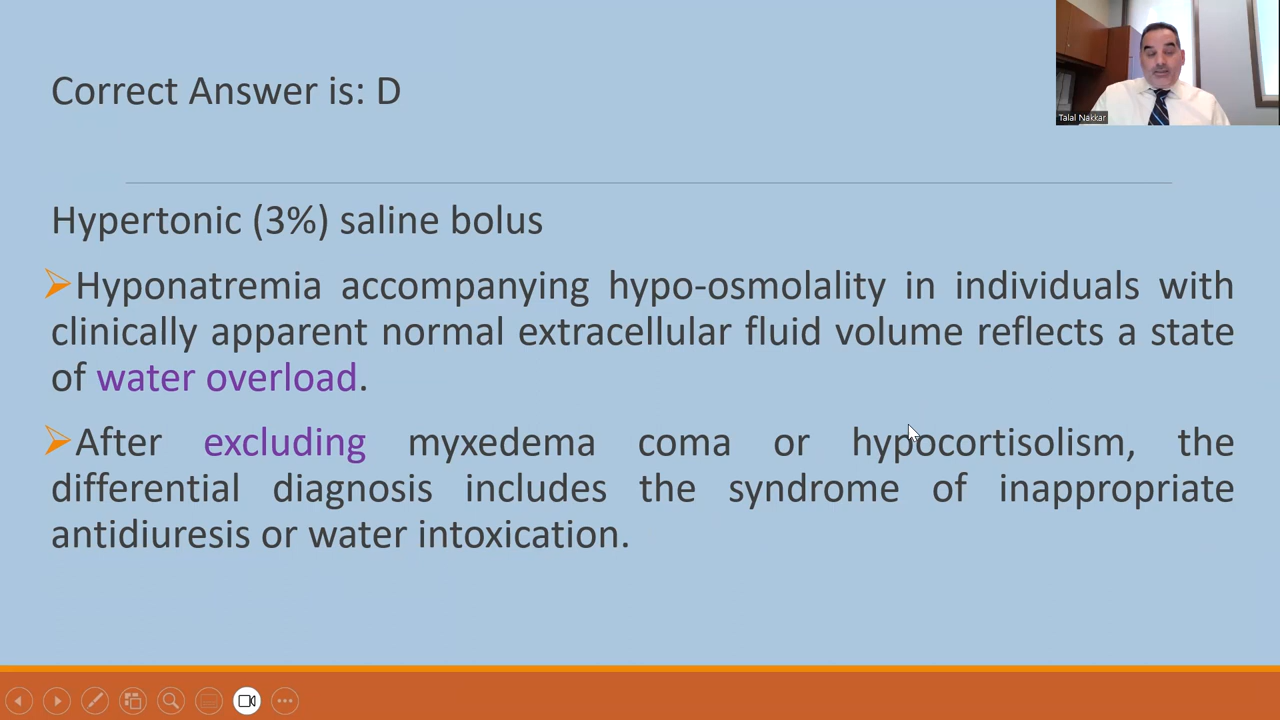 Correct Answer is: D
Talal Nakkar
Hypertonic (3%) saline bolus
Hyponatremia accompanying hypo-osmolality in individuals with
clinically apparent normal extracellular fluid volume reflects a state
of water overload.
After excluding myxedema coma or hypocortisolism, the
differential diagnosis includes the syndrome of inappropriate
antidiuresis or water intoxication.